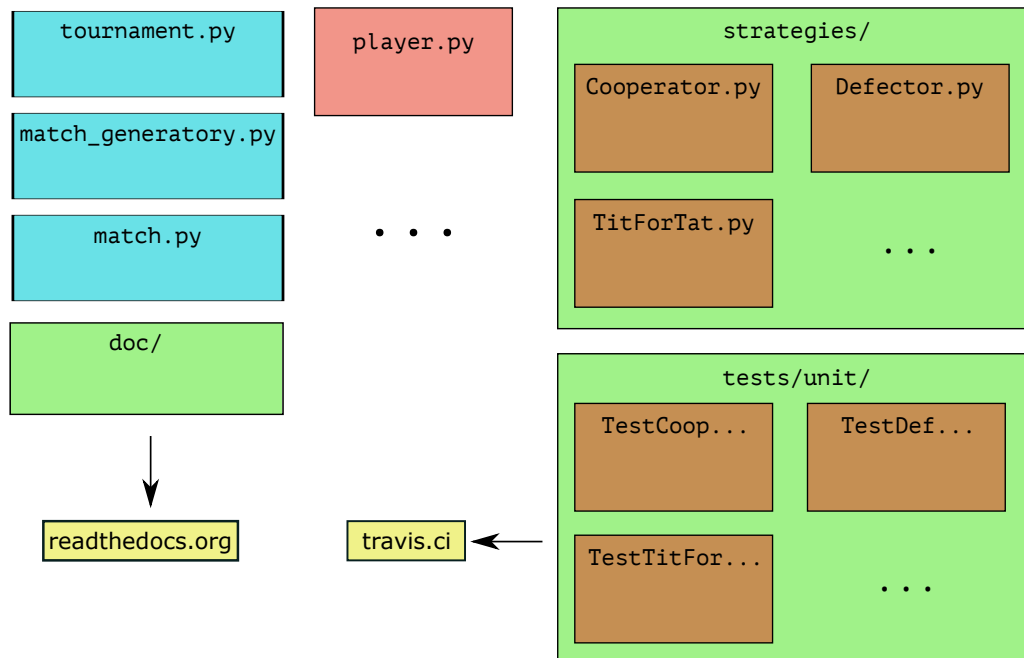 tournament.py
match_generatory.py
match.py
doc/
readthedocs.org
player.py
...
travis.ci
strategies/
Cooperator.py
Defector.py
TitForTat.py
...
tests/unit/
TestCoop...
TestDef...
TestTitFor...
...